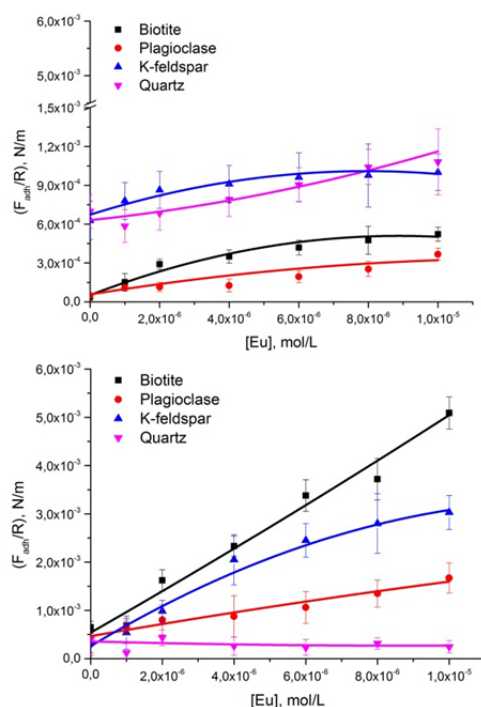 6,0x10⁻³
Biotite
Plagioclase
K-feldspar
Quartz
1,5x10⁻³
1,2x10⁻³
9,0x10⁻⁴
6,0x10⁻⁴
3,0x10⁻⁴
0,0
(F_adh/R), N/m
0,0 2,0x10⁻⁶ 4,0x10⁻⁶ 6,0x10⁻⁶ 8,0x10⁻⁶ 1,0x10⁻⁵
[Eu], mol/L
6,0x10⁻³
Biotite
Plagioclase
K-feldspar
Quartz
5,0x10⁻³
4,0x10⁻³
3,0x10⁻³
2,0x10⁻³
1,0x10⁻³
0,0
(F_adh/R), N/m
0,0 2,0x10⁻⁶ 4,0x10⁻⁶ 6,0x10⁻⁶ 8,0x10⁻⁶ 1,0x10⁻⁵
[Eu], mol/L